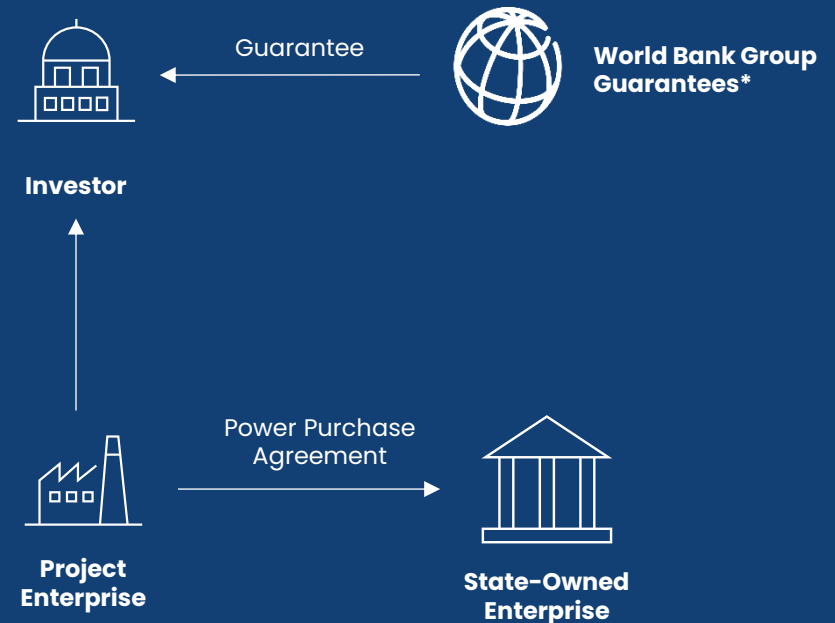 Guarantee
World Bank Group
Guarantees*
Investor
Power Purchase
Agreement
Project
Enterprise
State-Owned
Enterprise